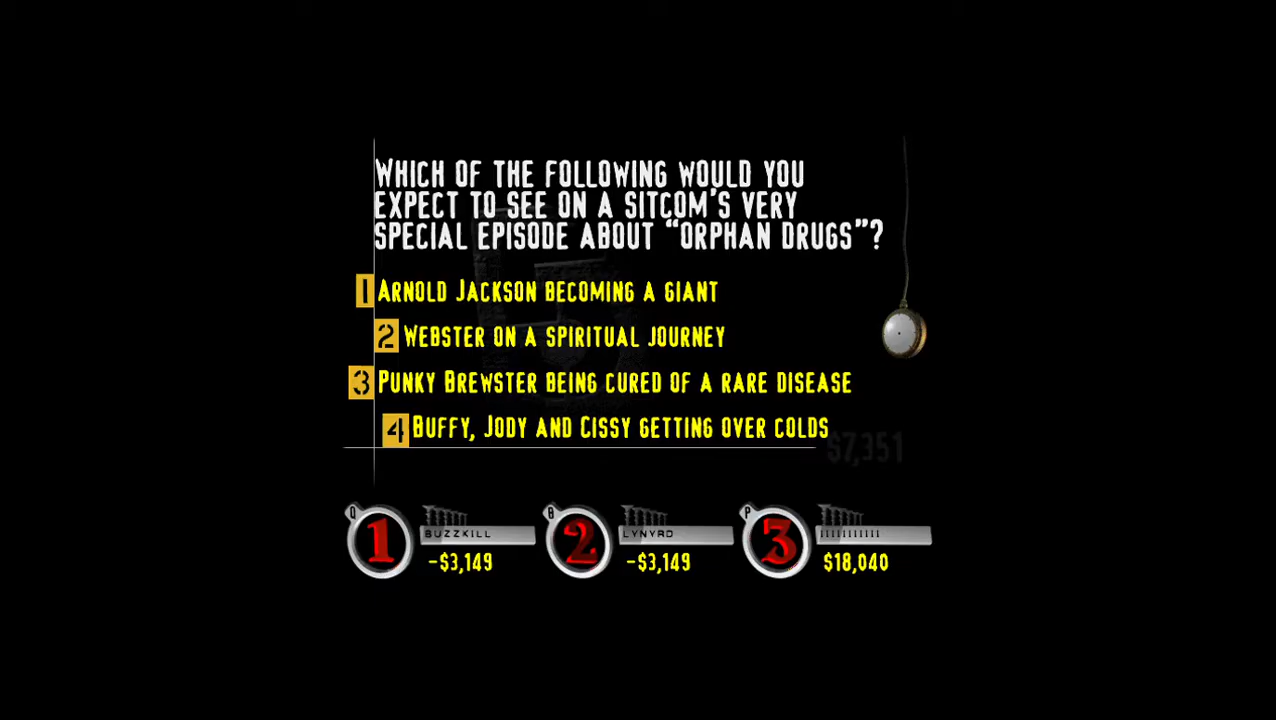 WHICH OF THE FOLLOWING WOULD YOU
EXPECT TO SEE ON A SITCOM'S VERY
SPECIAL EPISODE ABOUT "ORPHAN DRUGS"?
1 ARNOLD JACKSON BECOMING A GIANT
2 WEBSTER ON A SPIRITUAL JOURNEY
3 PUNKY BREWSTER BEING CURED OF A RARE DISEASE
4 BUFFY, JODY AND CISSY GETTING OVER COLDS
$7,351
Q 1 BUZZKILL
-$3,149
B 2 LYNYRD
-$3,149
P 3 IIIIIIIIIII
$18,040